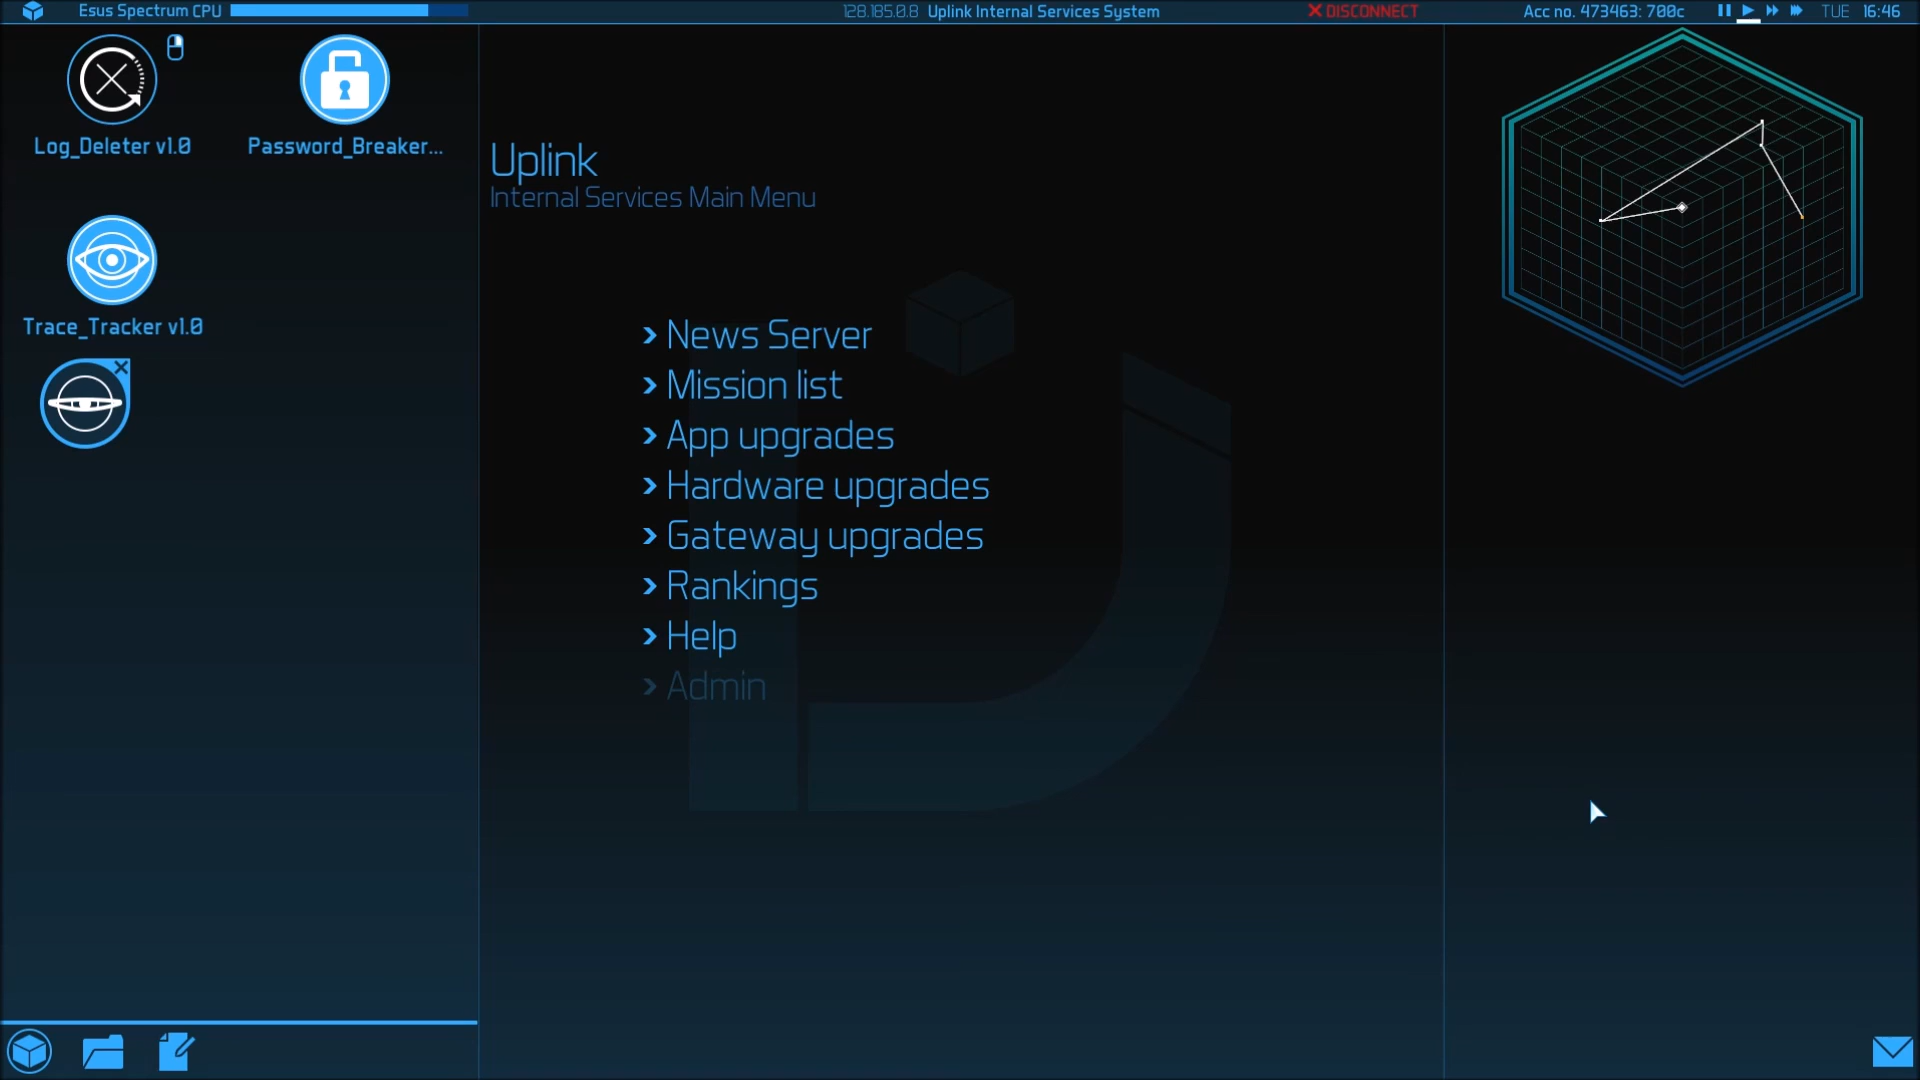 Esus Spectrum CPU
128.185.0.8 Uplink Internal Services System
DISCONNECT
Acc no. 473463: 700c
TUE 16:46
Log_Deleter v1.0
Password_Breaker...
Trace_Tracker v1.0
Uplink
Internal Services Main Menu
> News Server
> Mission list
> App upgrades
> Hardware upgrades
> Gateway upgrades
> Rankings
> Help
> Admin